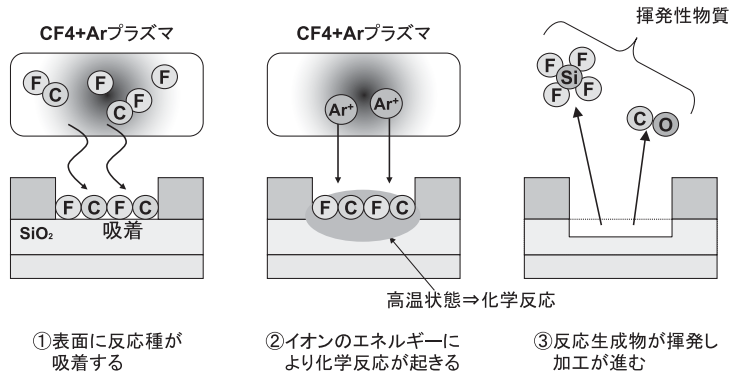 CF4+Arプラズマ
F
C
F
C
F
F
F
C
F
C
吸着
SiO₂
①表面に反応種が
吸着する
CF4+Arプラズマ
Ar⁺
Ar⁺
F
C
F
C
高温状態⇒化学反応
②イオンのエネルギーに
より化学反応が起きる
揮発性物質
F
F
Si
F
F
C
O
③反応生成物が揮発し
加工が進む